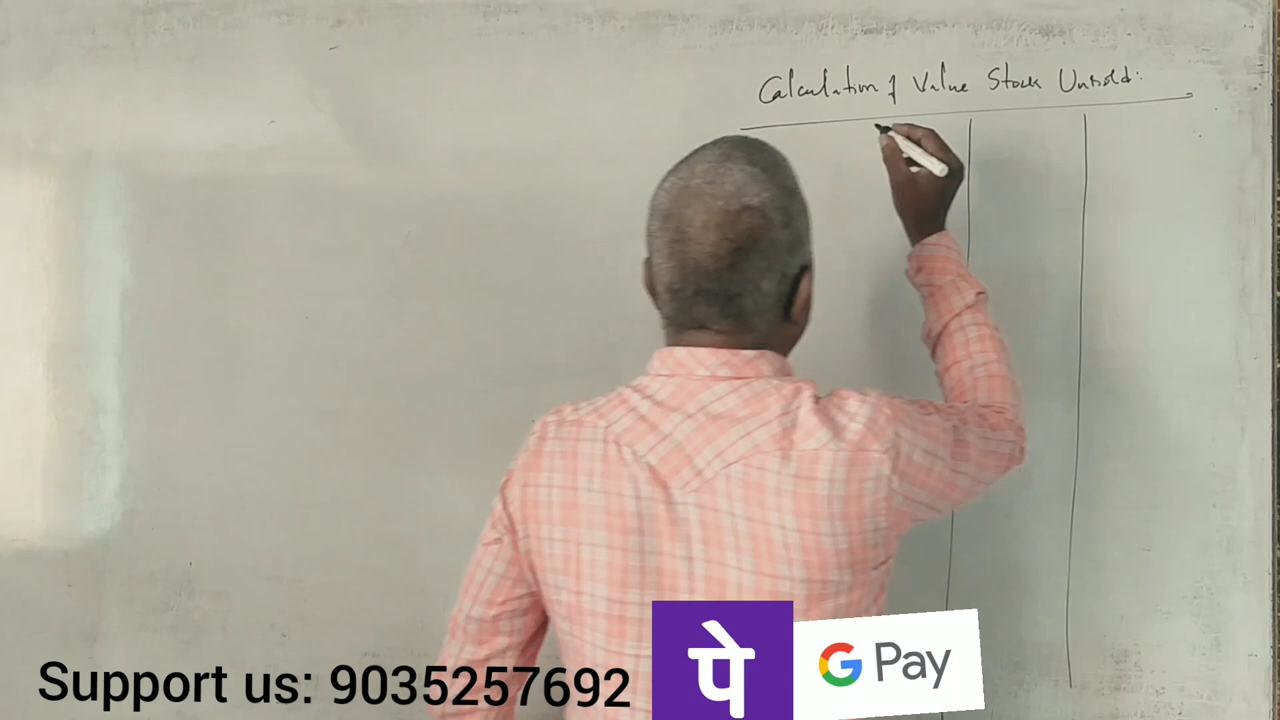 Calculation of Value Stock Unsold:
Support us: 9035257692
पे
G Pay